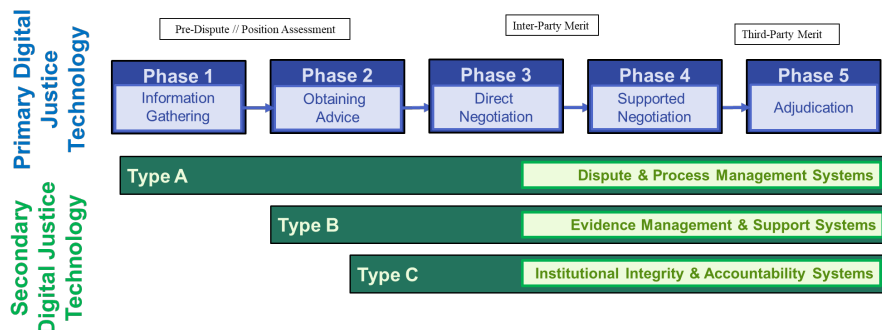 Primary Digital
Justice
Technology
Pre-Dispute // Position Assessment
Inter-Party Merit
Third-Party Merit
Phase 1
Information
Gathering
Phase 2
Obtaining
Advice
Phase 3
Direct
Negotiation
Phase 4
Supported
Negotiation
Phase 5
Adjudication
Secondary
Digital Justice
Technology
Type A
Dispute & Process Management Systems
Type B
Evidence Management & Support Systems
Type C
Institutional Integrity & Accountability Systems